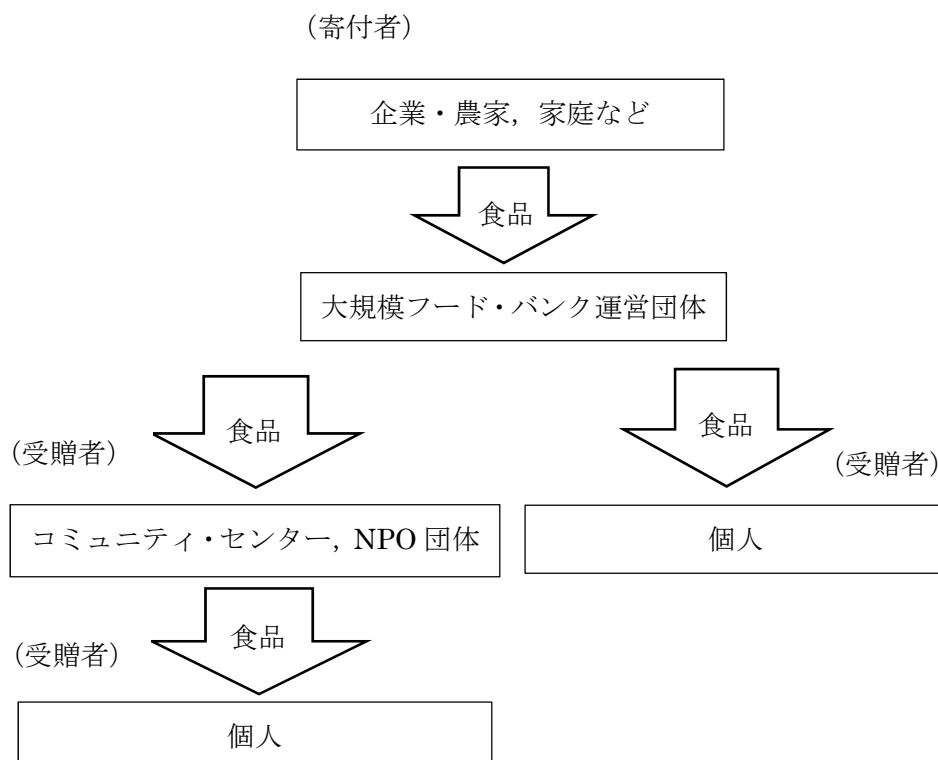 （寄付者）
企業・農家，家庭など
食品
大規模フード・バンク運営団体
食品
食品
（受贈者）
（受贈者）
コミュニティ・センター，NPO 団体
個人
食品
（受贈者）
個人